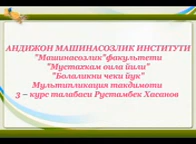 АНДИЖОН МАШИНАСОЗЛИК ИНСТИТУТИ
"Машинасозлик"факультети
"Мустахкам оила йили"
"Болаликни чеки йук"
Мультипликация такдимоти
3 – курс талабаси Рустамбек Хасанов